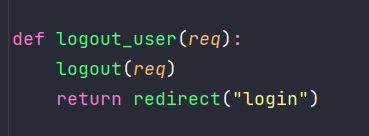 def logout_user(req):
    logout(req)
    return redirect("login")